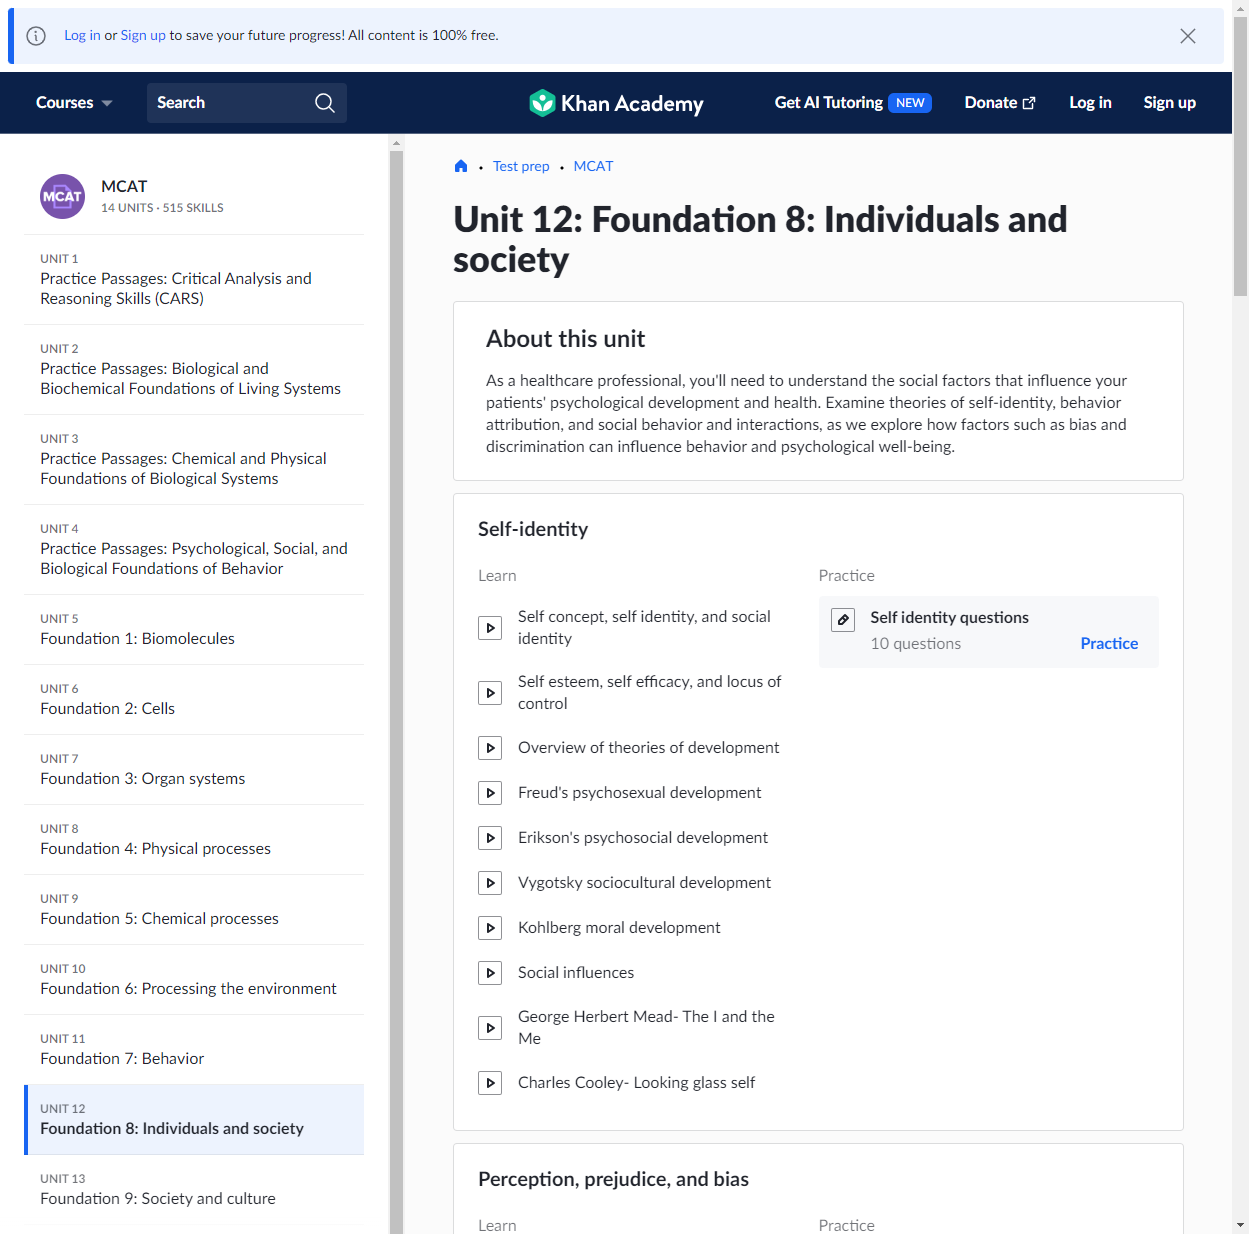 Log in or Sign up to save your future progress! All content is 100% free.
Courses
Search
Khan Academy
Get AI Tutoring NEW
Donate
Log in
Sign up
MCAT
MCAT
14 UNITS · 515 SKILLS
UNIT 1
Practice Passages: Critical Analysis and
Reasoning Skills (CARS)
UNIT 2
Practice Passages: Biological and
Biochemical Foundations of Living Systems
UNIT 3
Practice Passages: Chemical and Physical
Foundations of Biological Systems
UNIT 4
Practice Passages: Psychological, Social, and
Biological Foundations of Behavior
UNIT 5
Foundation 1: Biomolecules
UNIT 6
Foundation 2: Cells
UNIT 7
Foundation 3: Organ systems
UNIT 8
Foundation 4: Physical processes
UNIT 9
Foundation 5: Chemical processes
UNIT 10
Foundation 6: Processing the environment
UNIT 11
Foundation 7: Behavior
UNIT 12
Foundation 8: Individuals and society
UNIT 13
Foundation 9: Society and culture
• Test prep • MCAT
Unit 12: Foundation 8: Individuals and
society
About this unit
As a healthcare professional, you'll need to understand the social factors that influence your
patients' psychological development and health. Examine theories of self-identity, behavior
attribution, and social behavior and interactions, as we explore how factors such as bias and
discrimination can influence behavior and psychological well-being.
Self-identity
Learn
Self concept, self identity, and social
identity
Self esteem, self efficacy, and locus of
control
Overview of theories of development
Freud's psychosexual development
Erikson's psychosocial development
Vygotsky sociocultural development
Kohlberg moral development
Social influences
George Herbert Mead- The I and the
Me
Charles Cooley- Looking glass self
Practice
Self identity questions
10 questions
Practice
Perception, prejudice, and bias
Learn
Practice